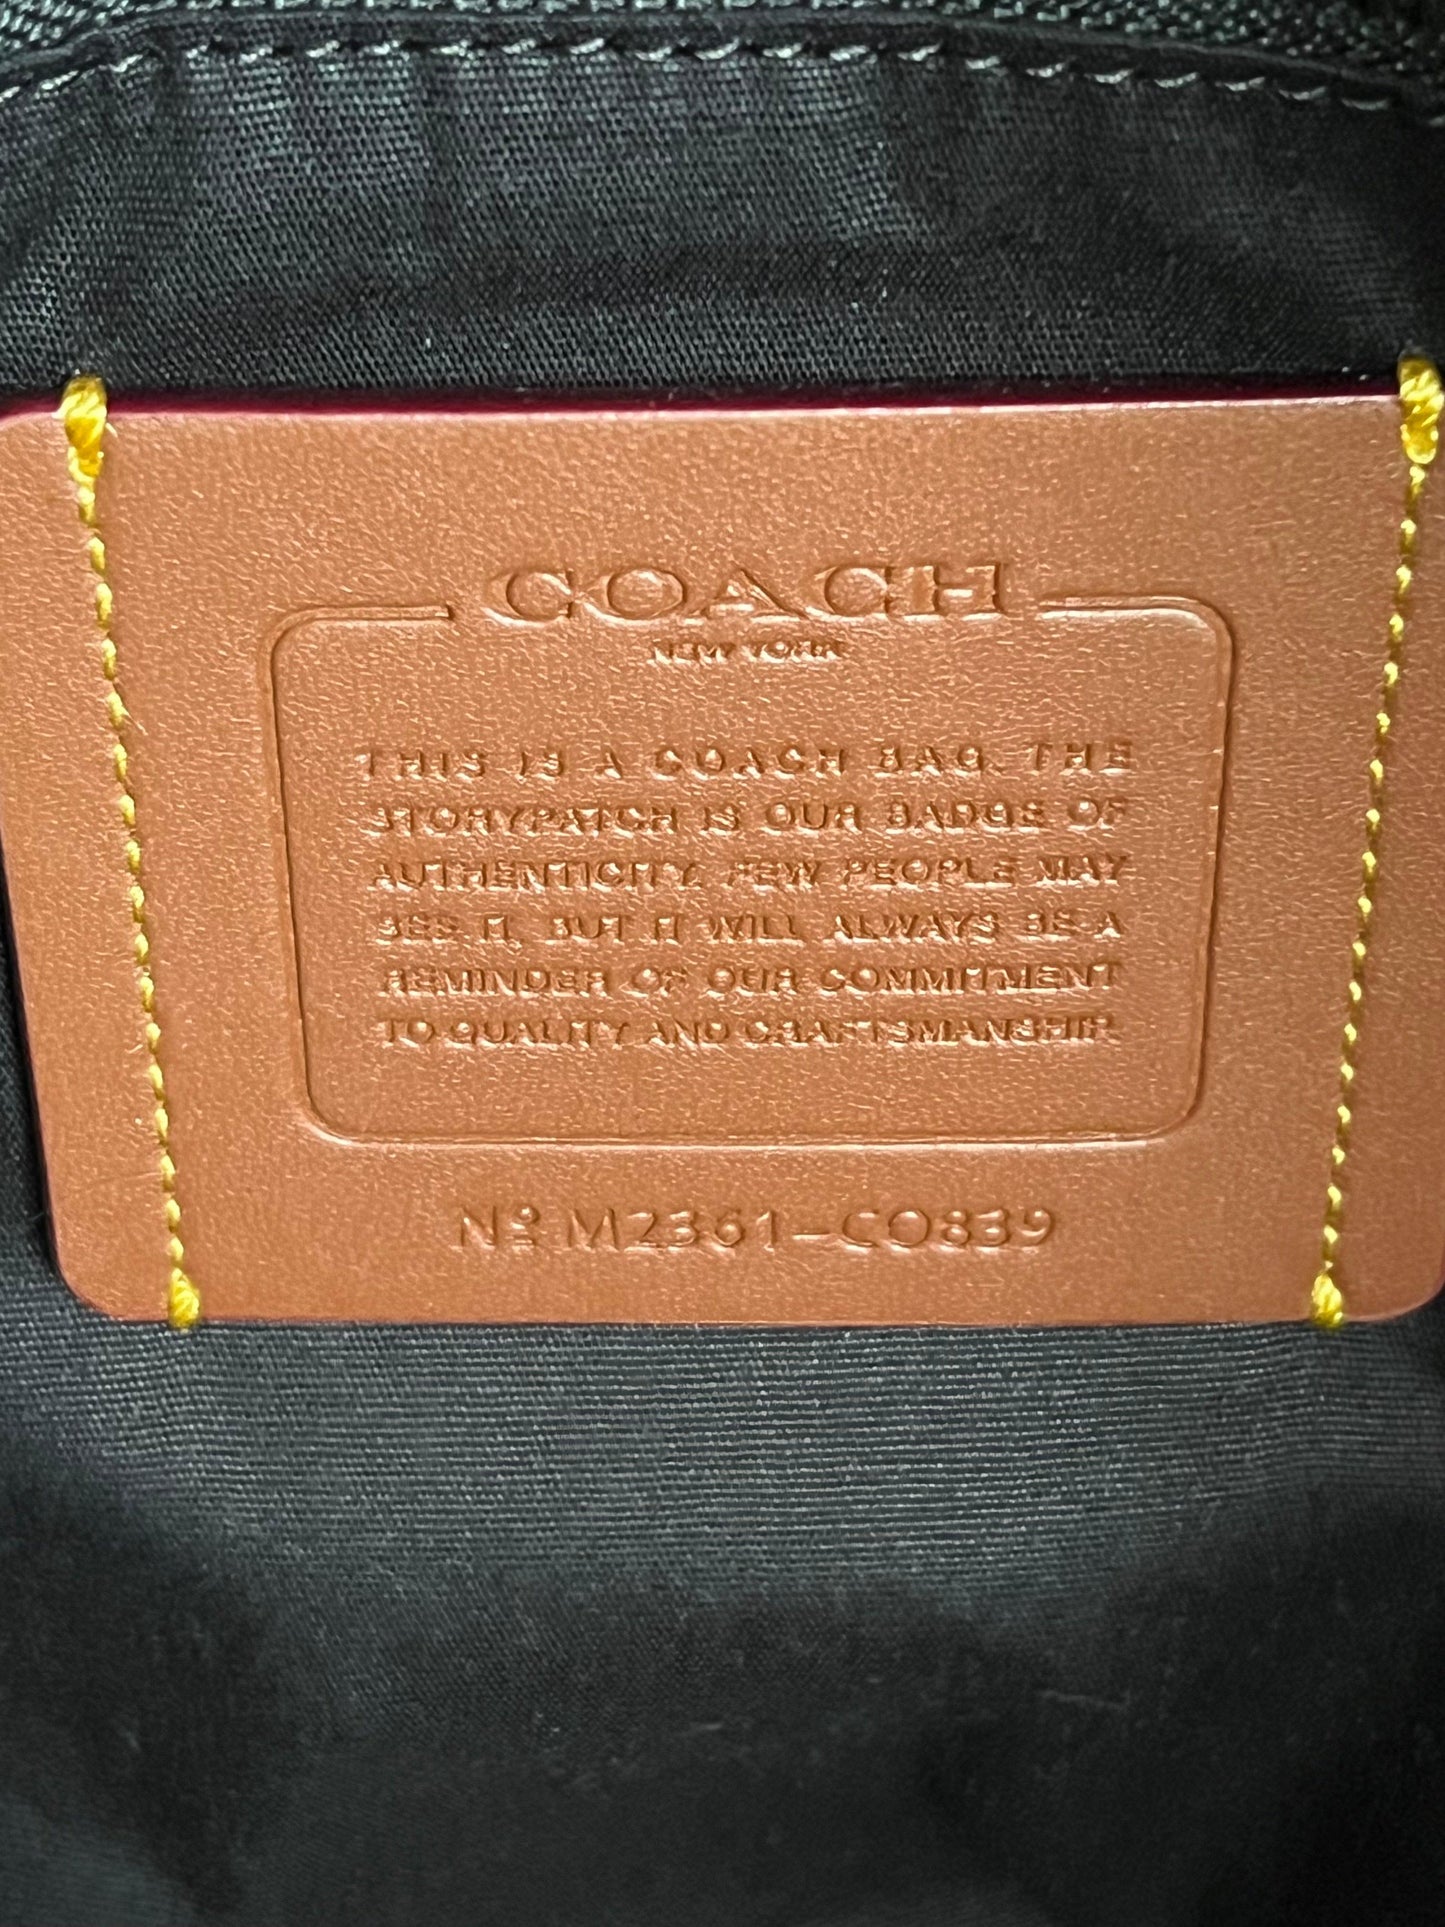 COACH
NEW YORK
THIS IS A COACH BAG. THE
STORYPATCH IS OUR BADGE OF
AUTHENTICITY. FEW PEOPLE MAY
SEE IT, BUT IT WILL ALWAYS BE A
REMINDER OF OUR COMMITMENT
TO QUALITY AND CRAFTSMANSHIP.
Nº M2361-CO839